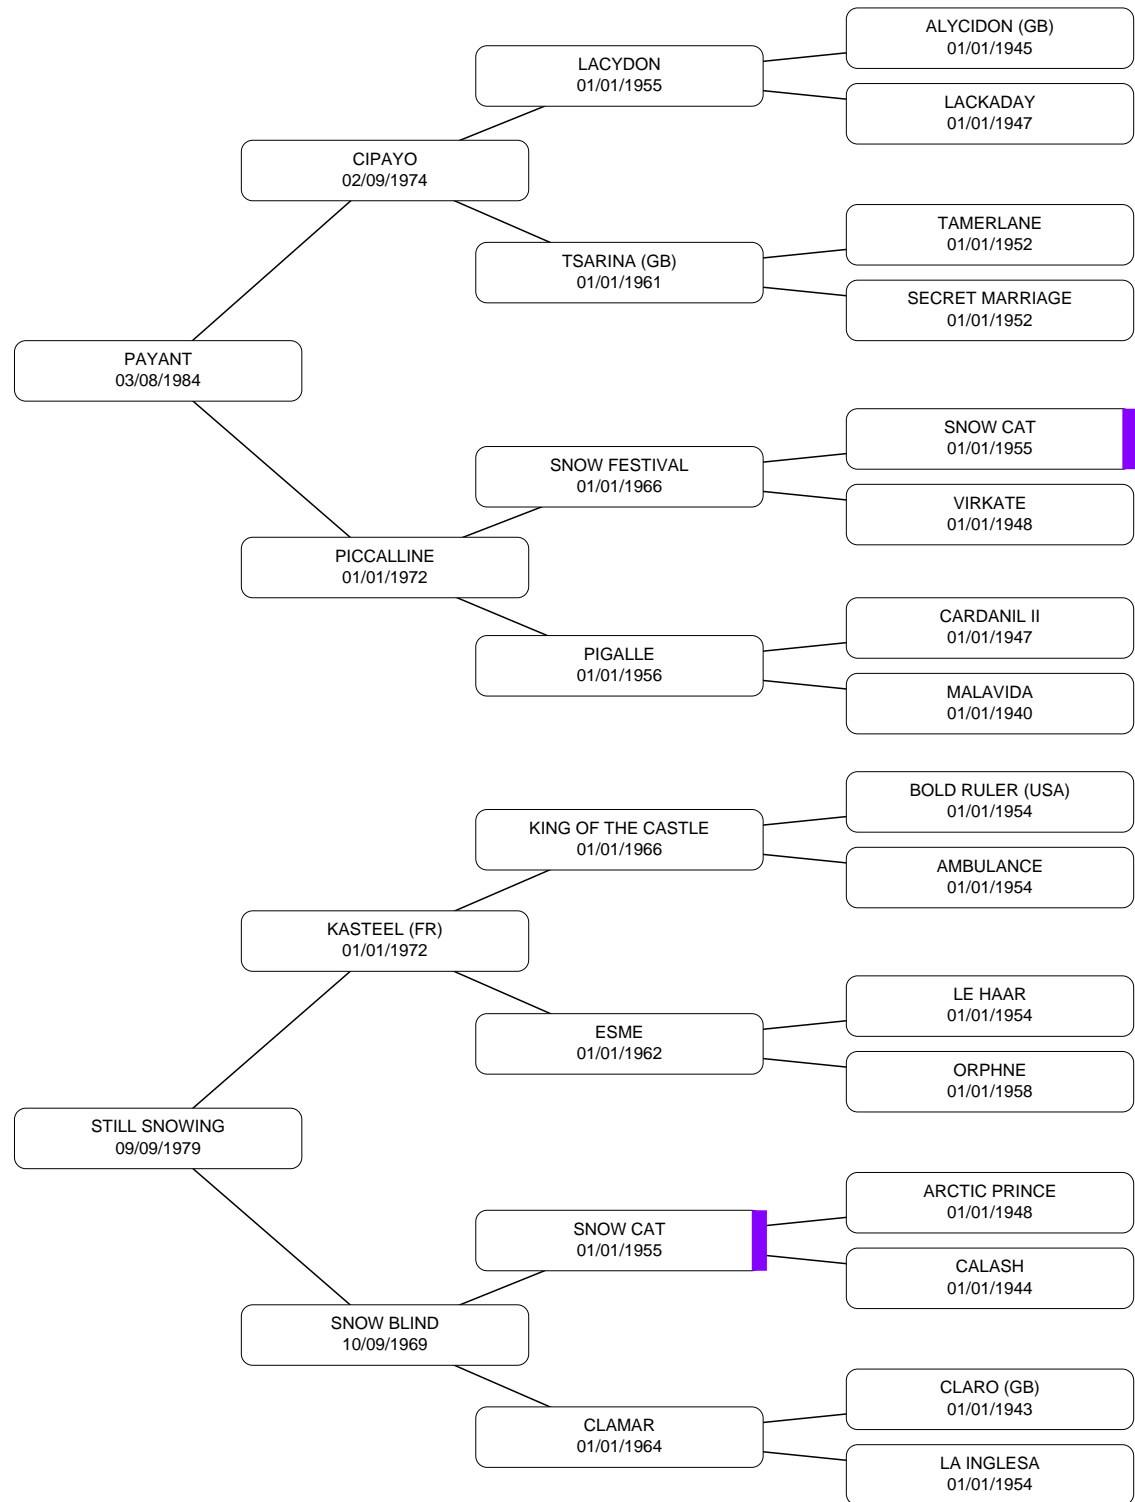 ALYCIDON (GB)
01/01/1945
LACYDON
01/01/1955
LACKADAY
01/01/1947
CIPAYO
02/09/1974
TAMERLANE
01/01/1952
TSARINA (GB)
01/01/1961
SECRET MARRIAGE
01/01/1952
PAYANT
03/08/1984
SNOW CAT
01/01/1955
SNOW FESTIVAL
01/01/1966
VIRKATE
01/01/1948
PICCALLINE
01/01/1972
CARDANIL II
01/01/1947
PIGALLE
01/01/1956
MALAVIDA
01/01/1940
BOLD RULER (USA)
01/01/1954
KING OF THE CASTLE
01/01/1966
AMBULANCE
01/01/1954
KASTEEL (FR)
01/01/1972
LE HAAR
01/01/1954
ESME
01/01/1962
ORPHNE
01/01/1958
STILL SNOWING
09/09/1979
ARCTIC PRINCE
01/01/1948
SNOW CAT
01/01/1955
CALASH
01/01/1944
SNOW BLIND
10/09/1969
CLARO (GB)
01/01/1943
CLAMAR
01/01/1964
LA INGLESA
01/01/1954